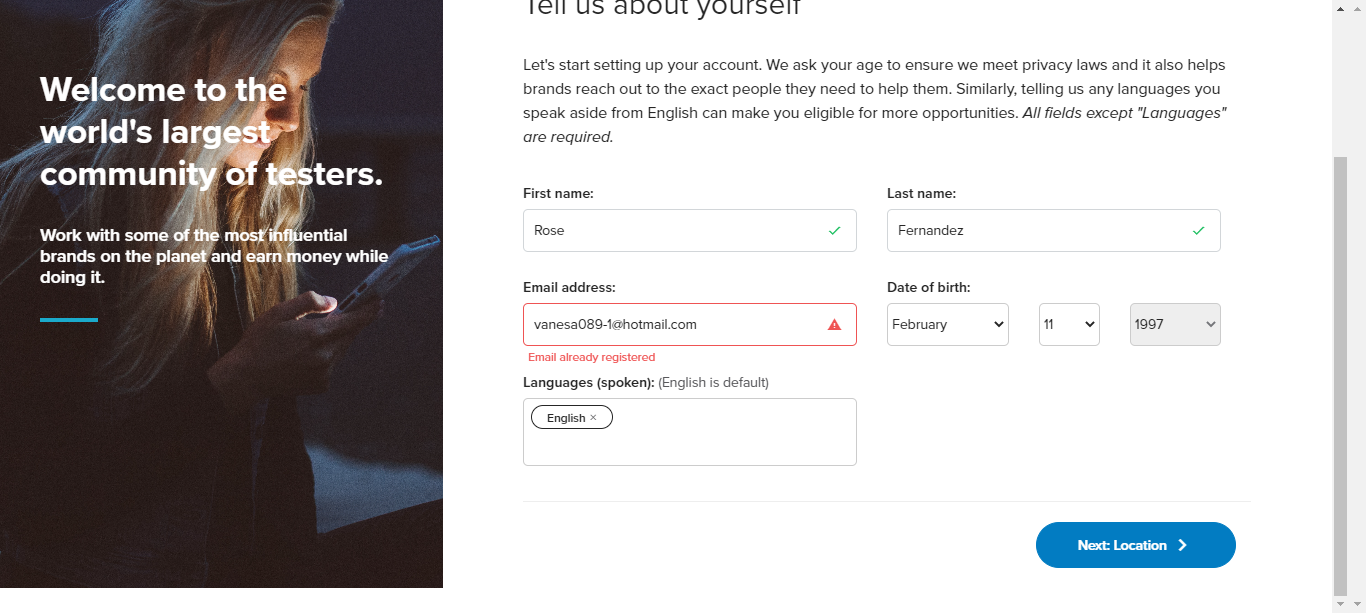 Tell us about yourself
Welcome to the
world's largest
community of testers.
Work with some of the most influential
brands on the planet and earn money while
doing it.
Let's start setting up your account. We ask your age to ensure we meet privacy laws and it also helps
brands reach out to the exact people they need to help them. Similarly, telling us any languages you
speak aside from English can make you eligible for more opportunities. All fields except "Languages"
are required.
First name:
Last name:
Rose
Fernandez
Email address:
Date of birth:
vanesa089-1@hotmail.com
February
11
1997
Email already registered
Languages (spoken): (English is default)
English ×
Next: Location